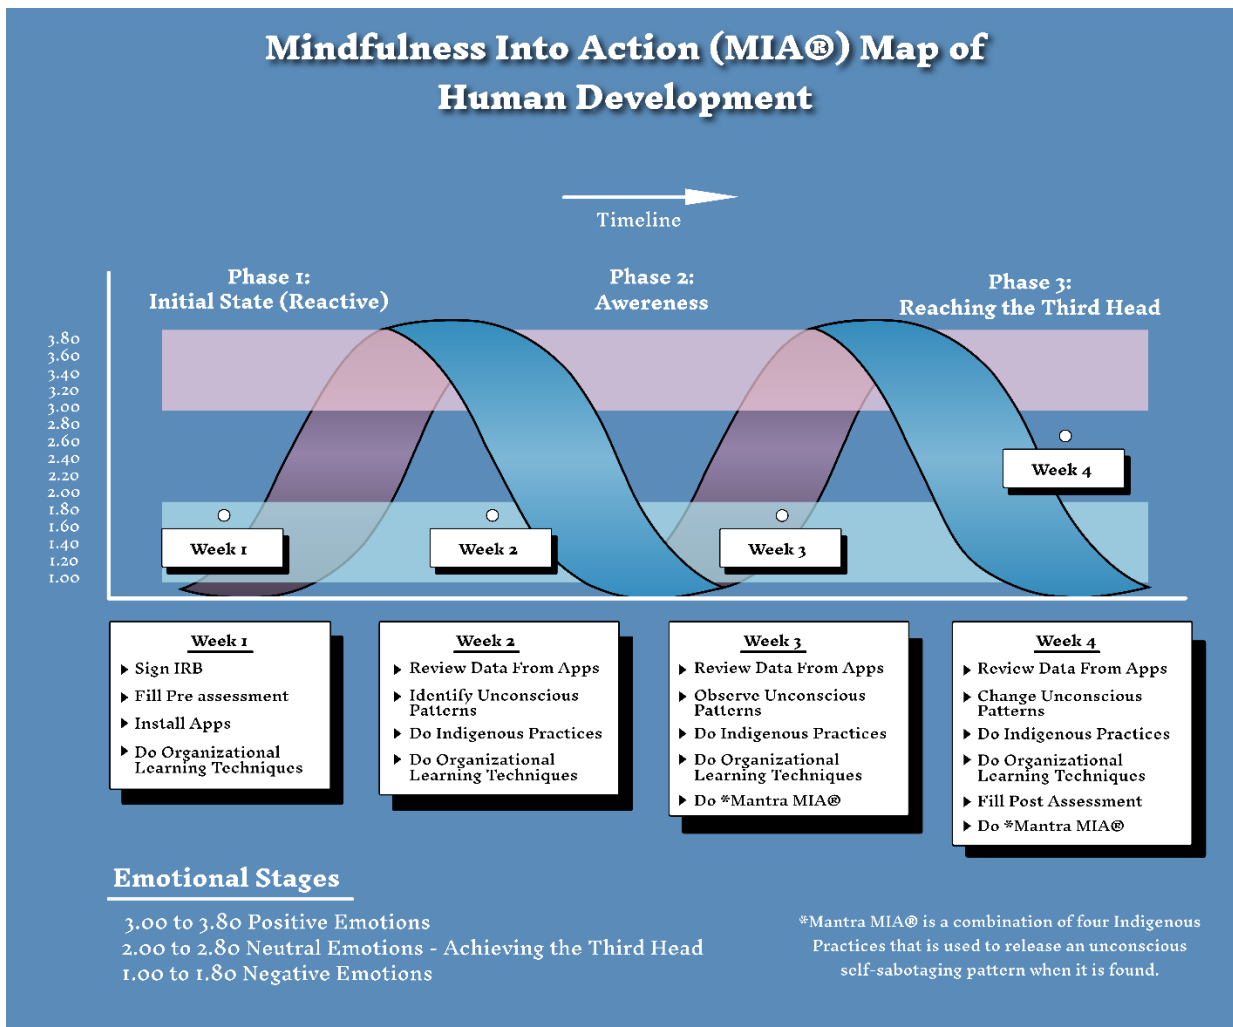 Mindfulness Into Action (MIA®) Map of
Human Development
Timeline
Phase 1:
Initial State (Reactive)
Phase 2:
Awereness
Phase 3:
Reaching the Third Head
3.80
3.60
3.40
3.20
3.00
2.80
2.60
2.40
2.20
2.00
1.80
1.60
1.40
1.20
1.00
Week 1
Week 2
Week 3
Week 4
Week 1
Sign IRB
Fill Pre assessment
Install Apps
Do Organizational
Learning Techniques
Week 2
Review Data From Apps
Identify Unconscious
Patterns
Do Indigenous Practices
Do Organizational
Learning Techniques
Week 3
Review Data From Apps
Observe Unconscious
Patterns
Do Indigenous Practices
Do Organizational
Learning Techniques
Do *Mantra MIA®
Week 4
Review Data From Apps
Change Unconscious
Patterns
Do Indigenous Practices
Do Organizational
Learning Techniques
Fill Post Assessment
Do *Mantra MIA®
Emotional Stages
3.00 to 3.80 Positive Emotions
2.00 to 2.80 Neutral Emotions - Achieving the Third Head
1.00 to 1.80 Negative Emotions
*Mantra MIA® is a combination of four Indigenous
Practices that is used to release an unconscious
self-sabotaging pattern when it is found.